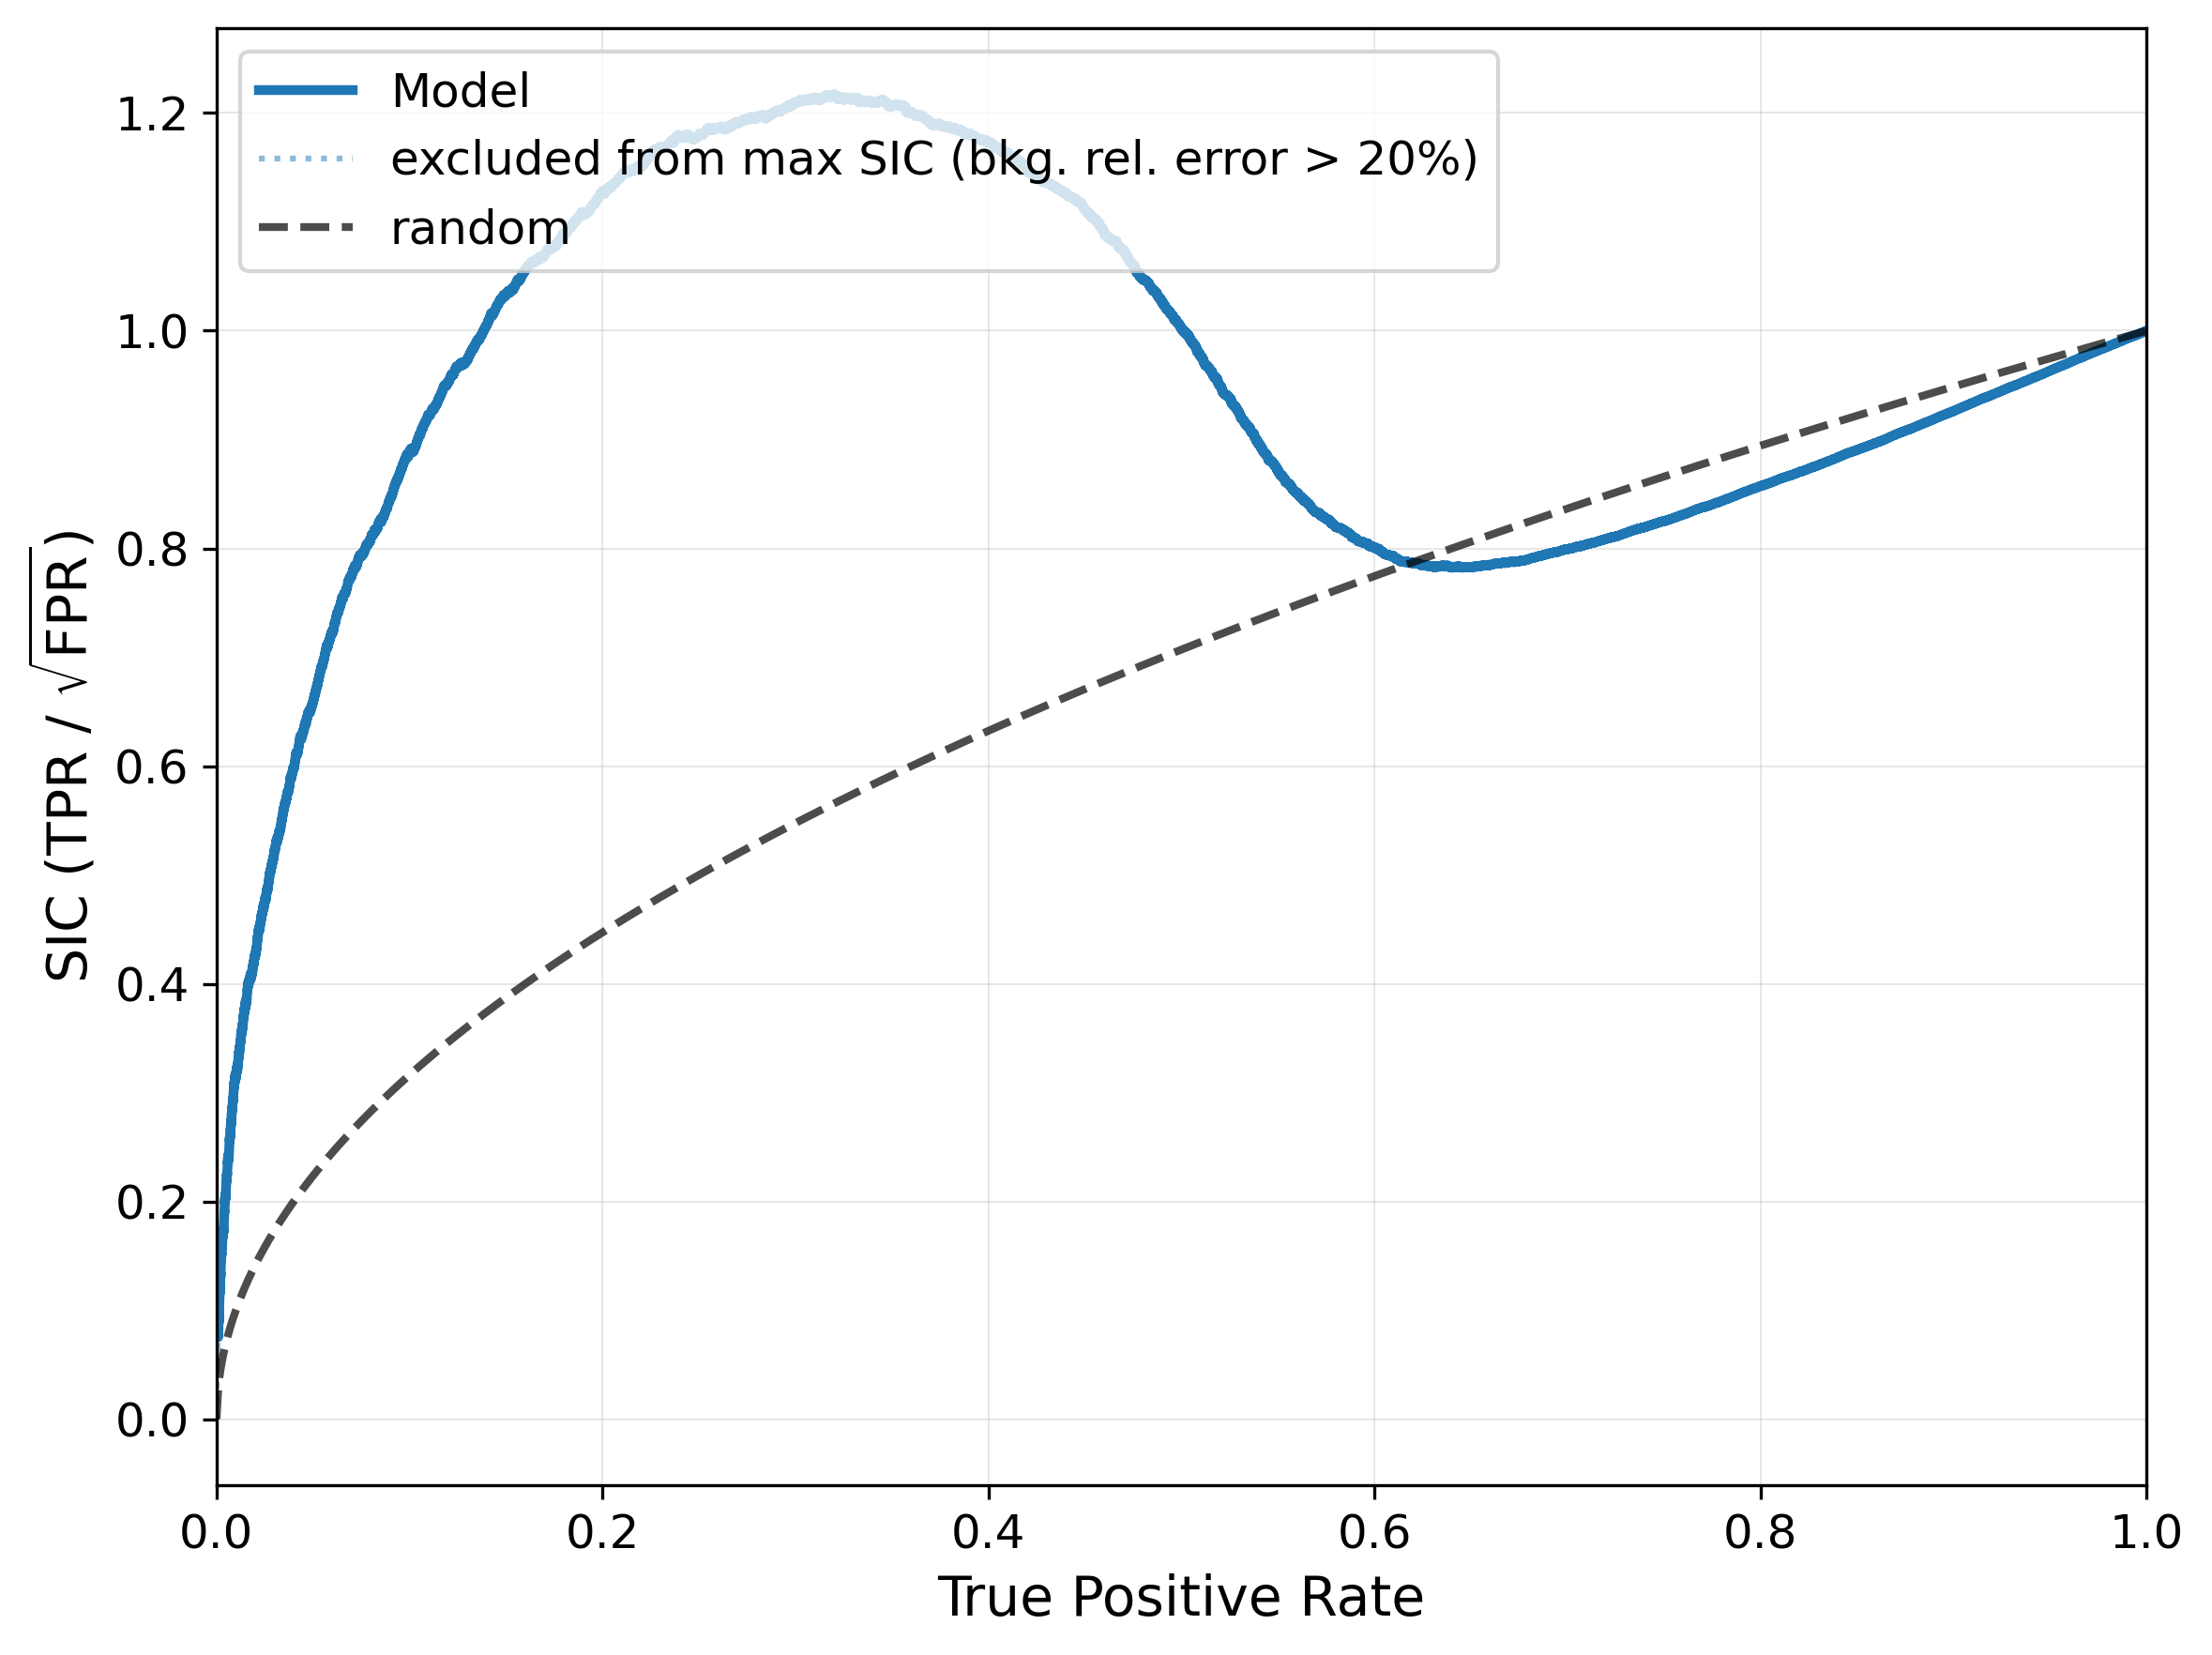 Model
excluded from max SIC (bkg. rel. error > 20%)
random
1.2
1.0
0.8
0.6
0.4
0.2
0.0
SIC (TPR / √FPR)
0.0 0.2 0.4 0.6 0.8 1.0
True Positive Rate